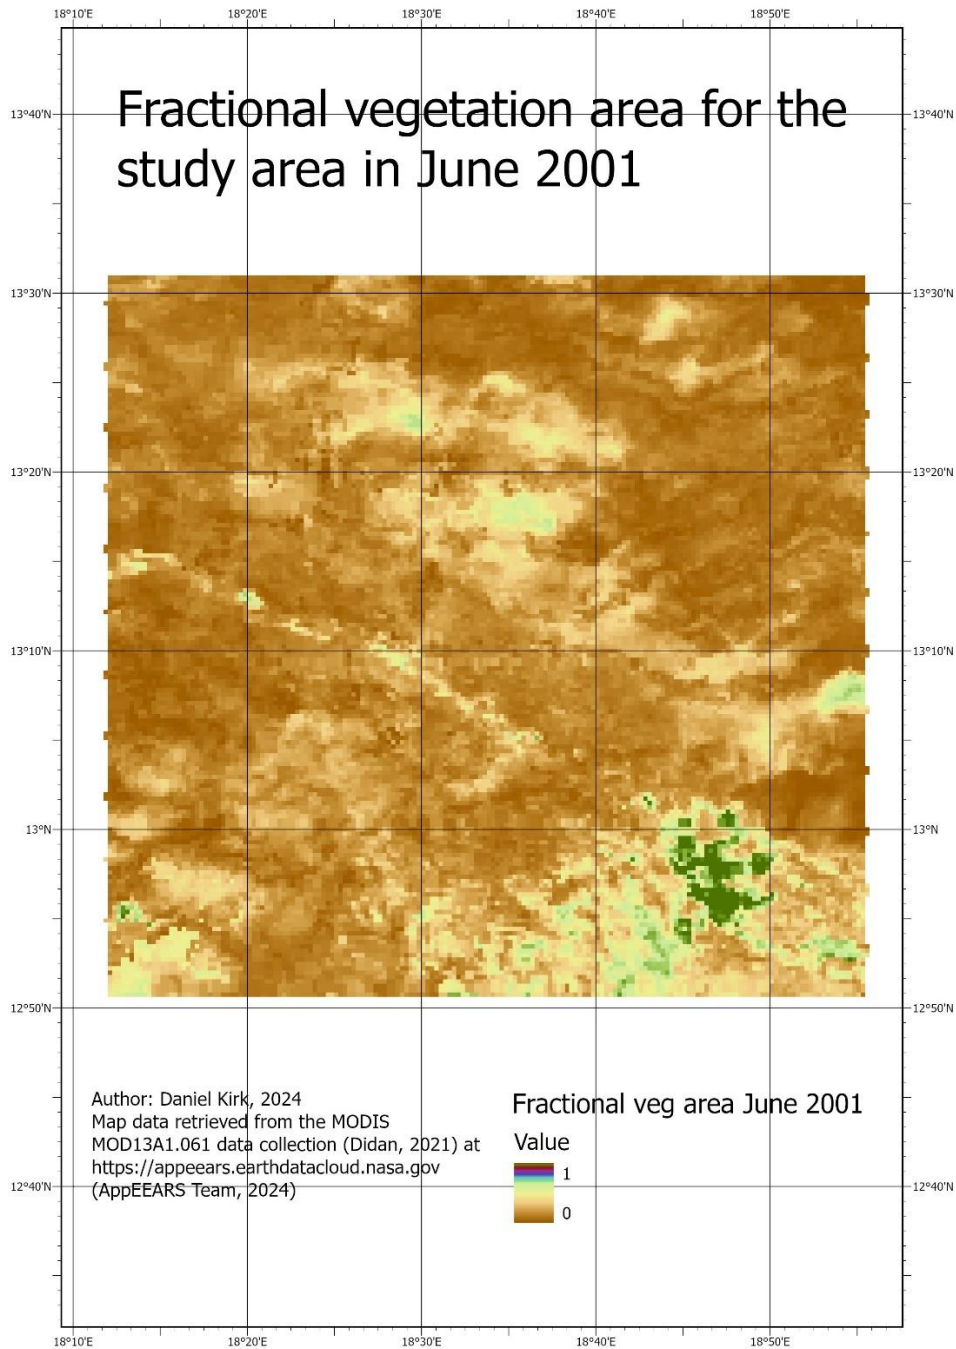 18°10'E 18°20'E 18°30'E 18°40'E 18°50'E
Fractional vegetation area for the
study area in June 2001
13°40'N 13°40'N
13°30'N 13°30'N
13°20'N 13°20'N
13°10'N 13°10'N
13°N 13°N
12°50'N 12°50'N
Author: Daniel Kirk, 2024
Map data retrieved from the MODIS
MOD13A1.061 data collection (Didan, 2021) at
https://appeears.earthdatacloud.nasa.gov
(AppEEARS Team, 2024)
Fractional veg area June 2001
Value
1
0
12°40'N 12°40'N
18°10'E 18°20'E 18°30'E 18°40'E 18°50'E